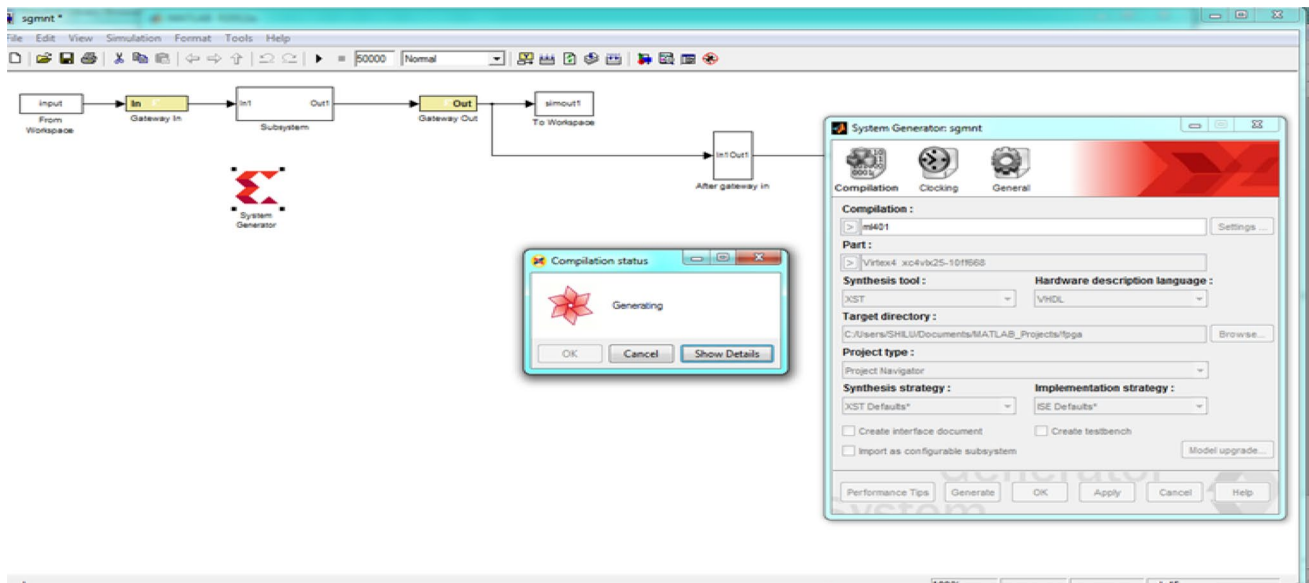 sgmnt *
File Edit View Simulation Format Tools Help
50000 Normal
input
From
Workspace
In
Gateway In
In1 Out1
Subsystem
Out
Gateway Out
simout1
To Workspace
In1 Out1
After gateway in
System
Generator
Compilation status
Generating
OK Cancel Show Details
System Generator: sgmnt
Compilation Clocking General
Compilation :
> ml401 Settings ...
Part :
> Virtex4 xc4vlx25-10ff668
Synthesis tool : Hardware description language :
XST VHDL
Target directory :
C:/Users/SHILU/Documents/MATLAB_Projects/fpga Browse...
Project type :
Project Navigator
Synthesis strategy : Implementation strategy :
XST Defaults* ISE Defaults*
Create interface document Create testbench
Import as configurable subsystem Model upgrade...
Performance Tips Generate OK Apply Cancel Help